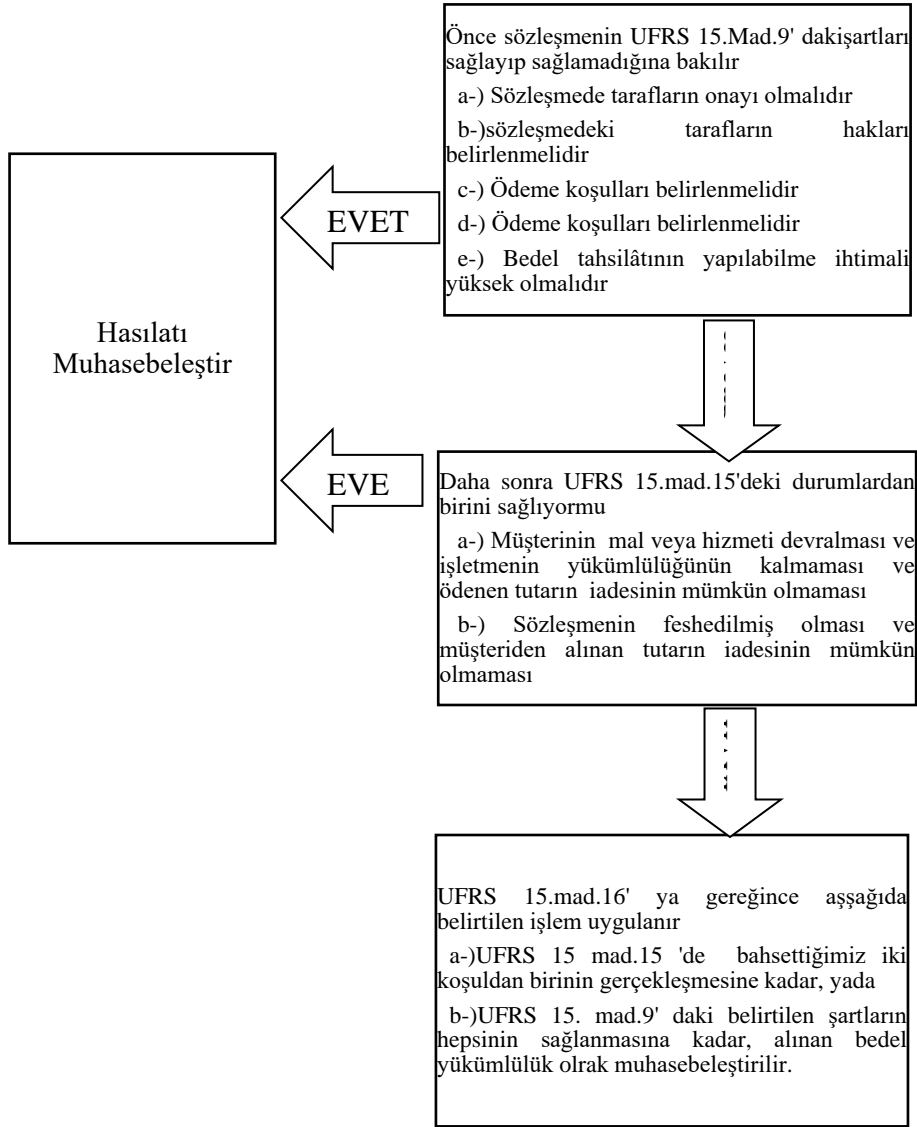 Önce sözleşmenin UFRS 15.Mad.9' dakişartları
sağlayıp sağlamadığına bakılır
a-) Sözleşmede tarafların onayı olmalıdır
b-)sözleşmedeki tarafların hakları
belirlenmelidir
c-) Ödeme koşulları belirlenmelidir
d-) Ödeme koşulları belirlenmelidir
e-) Bedel tahsilâtının yapılabilme ihtimali
yüksek olmalıdır
EVET
Hasılatı
Muhasebeleştir
EVE
Daha sonra UFRS 15.mad.15'deki durumlardan
birini sağlıyormu
a-) Müşterinin mal veya hizmeti devralması ve
işletmenin yükümlülüğünün kalmaması ve
ödenen tutarın iadesinin mümkün olmaması
b-) Sözleşmenin feshedilmiş olması ve
müşteriden alınan tutarın iadesinin mümkün
olmaması
UFRS 15.mad.16' ya gereğince aşşağıda
belirtilen işlem uygulanır
a-)UFRS 15 mad.15 'de bahsettiğimiz iki
koşuldan birinin gerçekleşmesine kadar, yada
b-)UFRS 15. mad.9' daki belirtilen şartların
hepsinin sağlanmasına kadar, alınan bedel
yükümlülük olrak muhasebeleştirilir.